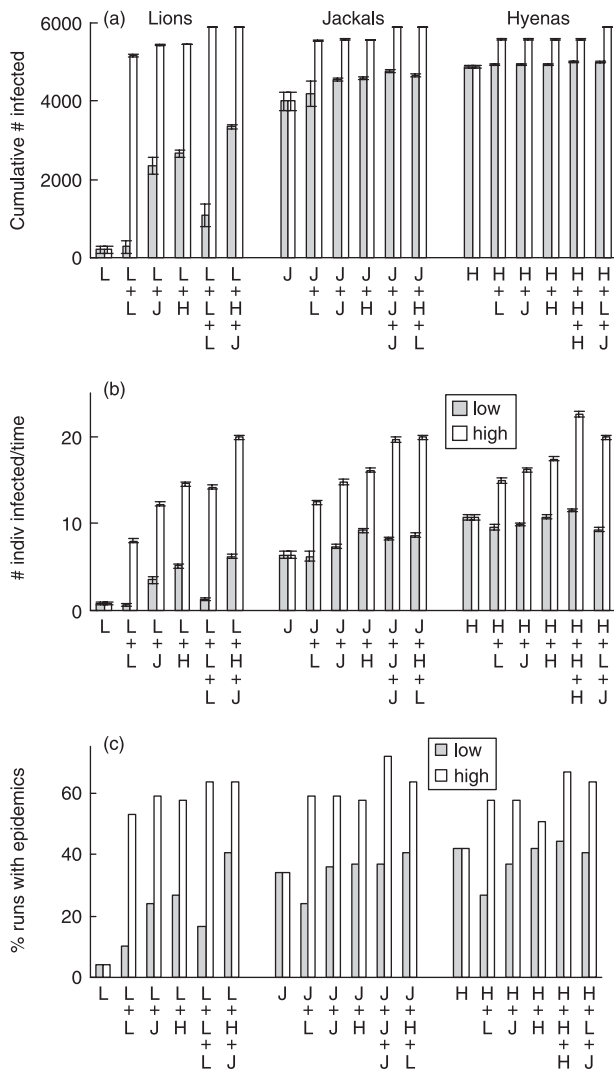 (a)
Lions
Jackals
Hyenas
Cumulative # infected
6000
4000
2000
0
L
L+L
L+J
L+H
L+L+L
L+H+J
J
J+L
J+J
J+H
J+J+J
J+H+L
H
H+L
H+J
H+H
H+H+H
H+L+J
(b)
low
high
# indiv infected/time
20
10
0
L
L+L
L+J
L+H
L+L+L
L+H+J
J
J+L
J+J
J+H
J+J+J
J+H+L
H
H+L
H+J
H+H
H+H+H
H+L+J
(c)
low
high
% runs with epidemics
60
40
20
0
L
L+L
L+J
L+H
L+L+L
L+H+J
J
J+L
J+J
J+H
J+J+J
J+H+L
H
H+L
H+J
H+H
H+H+H
H+L+J